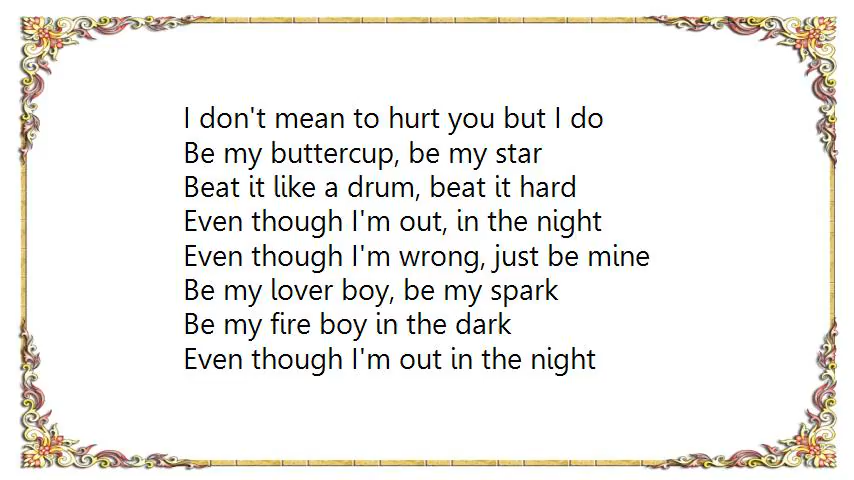 I don't mean to hurt you but I do
Be my buttercup, be my star
Beat it like a drum, beat it hard
Even though I'm out, in the night
Even though I'm wrong, just be mine
Be my lover boy, be my spark
Be my fire boy in the dark
Even though I'm out in the night